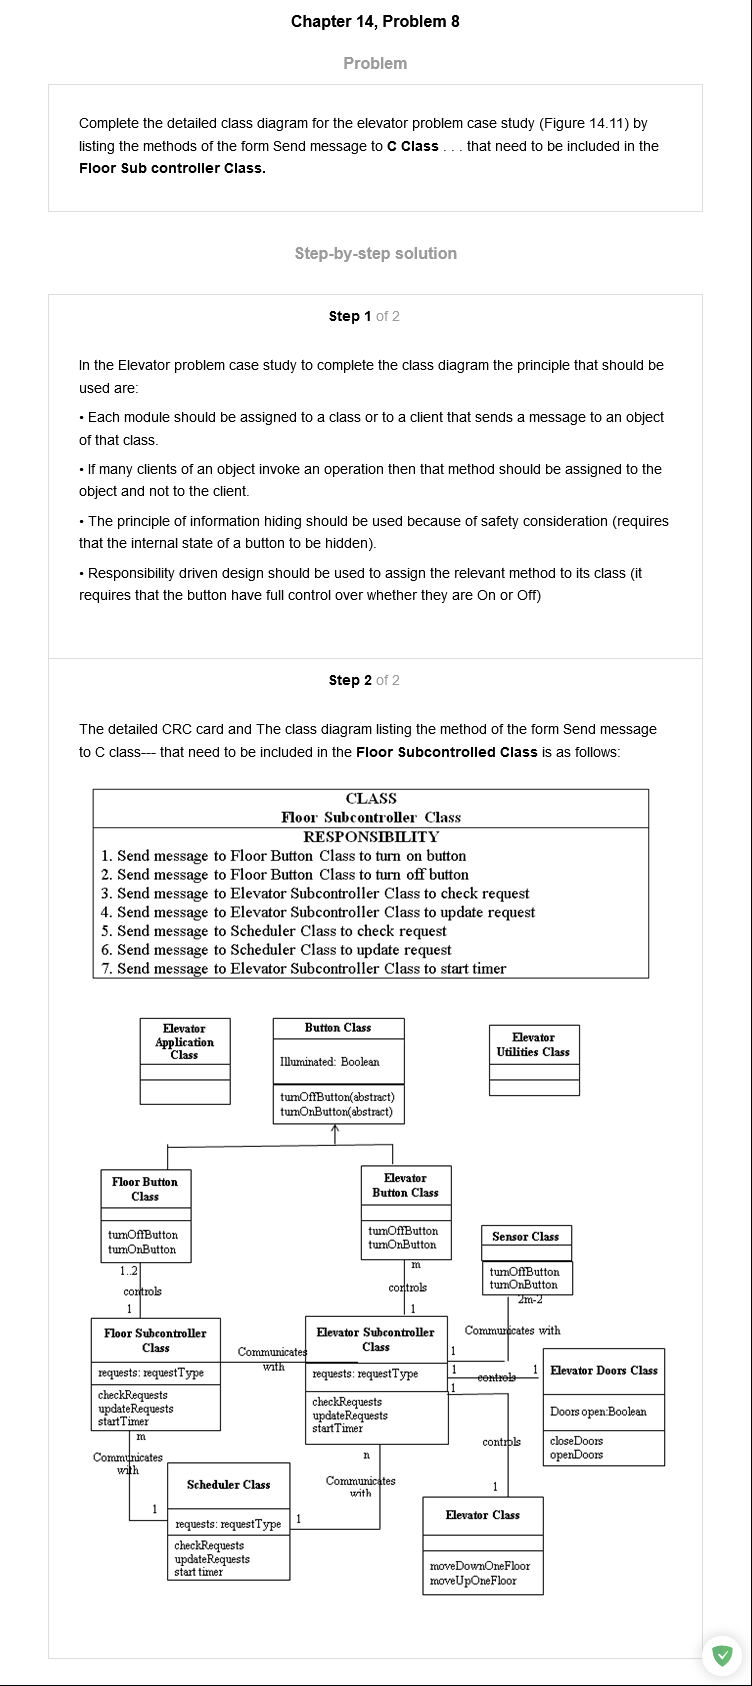 Chapter 14, Problem 8
Problem
Complete the detailed class diagram for the elevator problem case study (Figure 14.11) by
listing the methods of the form Send message to C Class . . . that need to be included in the
Floor Sub controller Class.
Step-by-step solution
Step 1 of 2
In the Elevator problem case study to complete the class diagram the principle that should be
used are:
• Each module should be assigned to a class or to a client that sends a message to an object
of that class.
• If many clients of an object invoke an operation then that method should be assigned to the
object and not to the client.
• The principle of information hiding should be used because of safety consideration (requires
that the internal state of a button to be hidden).
• Responsibility driven design should be used to assign the relevant method to its class (it
requires that the button have full control over whether they are On or Off)
Step 2 of 2
The detailed CRC card and The class diagram listing the method of the form Send message
to C class--- that need to be included in the Floor Subcontrolled Class is as follows:
CLASS
Floor Subcontroller Class
RESPONSIBILITY
1. Send message to Floor Button Class to turn on button
2. Send message to Floor Button Class to turn off button
3. Send message to Elevator Subcontroller Class to check request
4. Send message to Elevator Subcontroller Class to update request
5. Send message to Scheduler Class to check request
6. Send message to Scheduler Class to update request
7. Send message to Elevator Subcontroller Class to start timer
Elevator
Application
Class
Button Class
Illuminated: Boolean
turnOffButton(abstract)
turnOnButton(abstract)
Elevator
Utilities Class
Floor Button
Class
turnOffButton
turnOnButton
Elevator
Button Class
turnOffButton
turnOnButton
Sensor Class
turnOffButton
turnOnButton
1..2
controls
1
m
controls
1
2m-2
Communicates with
Floor Subcontroller
Class
requests: requestType
checkRequests
updateRequests
startTimer
Communicates
with
Elevator Subcontroller
Class
requests: requestType
checkRequests
updateRequests
startTimer
1
1
controls
1
1
Elevator Doors Class
Doors open:Boolean
closeDoors
openDoors
m
Communicates
with
1
Scheduler Class
requests: requestType
checkRequests
updateRequests
start timer
n
Communicates
with
1
controls
1
Elevator Class
moveDownOneFloor
moveUpOneFloor